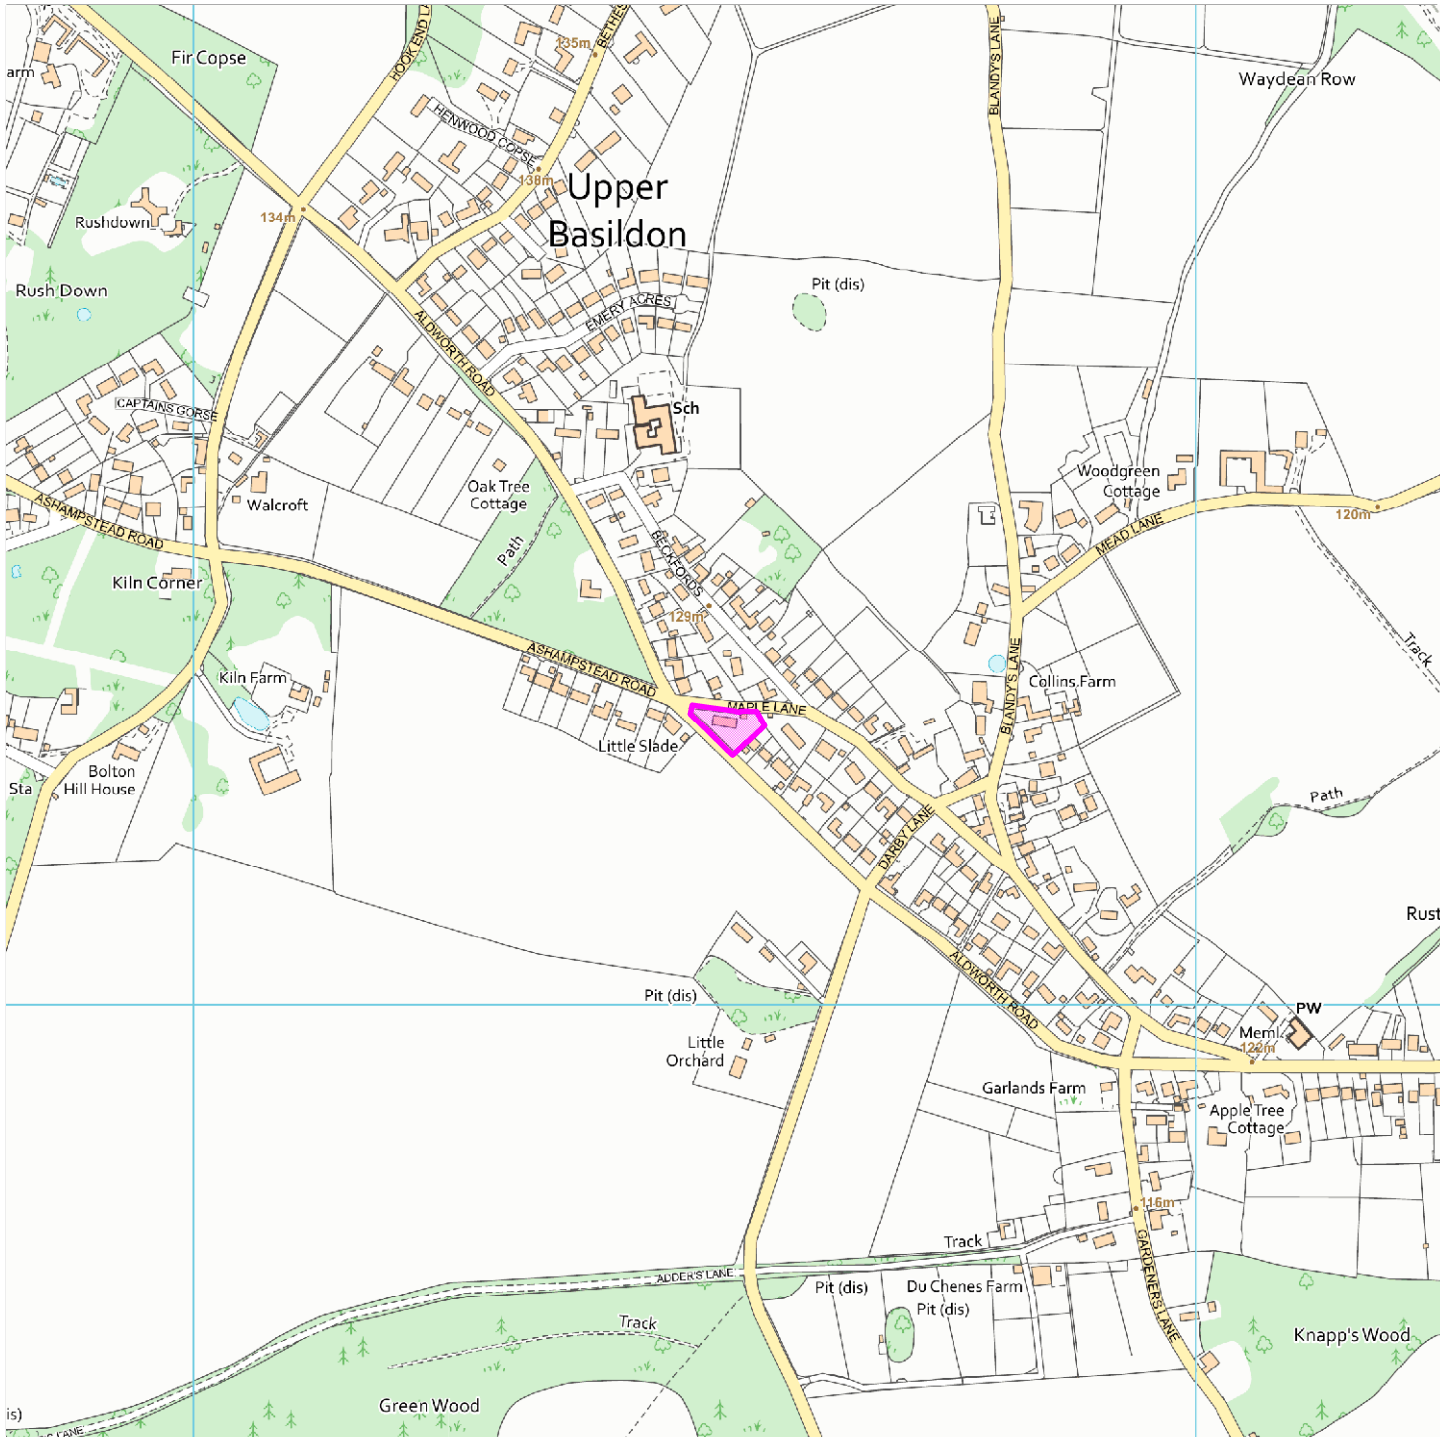 HOOK END LA
135m
BETHES
BLANDY'S LANE
Fir Copse
arm
Waydean Row
HENWOOD COPSE
138m
Upper
Basildon
134m
Rushdown
Rush Down
Pit (dis)
EMERY ACRES
ALDWORTH ROAD
CAPTAINS GORSE
Sch
Walcroft
Oak Tree
Cottage
Woodgreen
Cottage
ASHAMPSTEAD ROAD
120m
MEAD LANE
Path
BECKFORDS
Kiln Corner
129m
Track
ASHAMPSTEAD ROAD
BLANDY'S LANE
Kiln Farm
Collins Farm
MAPLE LANE
Little Slade
Bolton
Hill House
Sta
Path
DARBY LANE
Rust
ALDWORTH ROAD
Pit (dis)
PW
Meml
122m
Little
Orchard
Garlands Farm
Apple Tree
Cottage
116m
Track
GARDENERS LANE
ADDER'S LANE
Pit (dis)
Du Chenes Farm
Pit (dis)
Track
Knapp's Wood
Green Wood
is)
S LANE